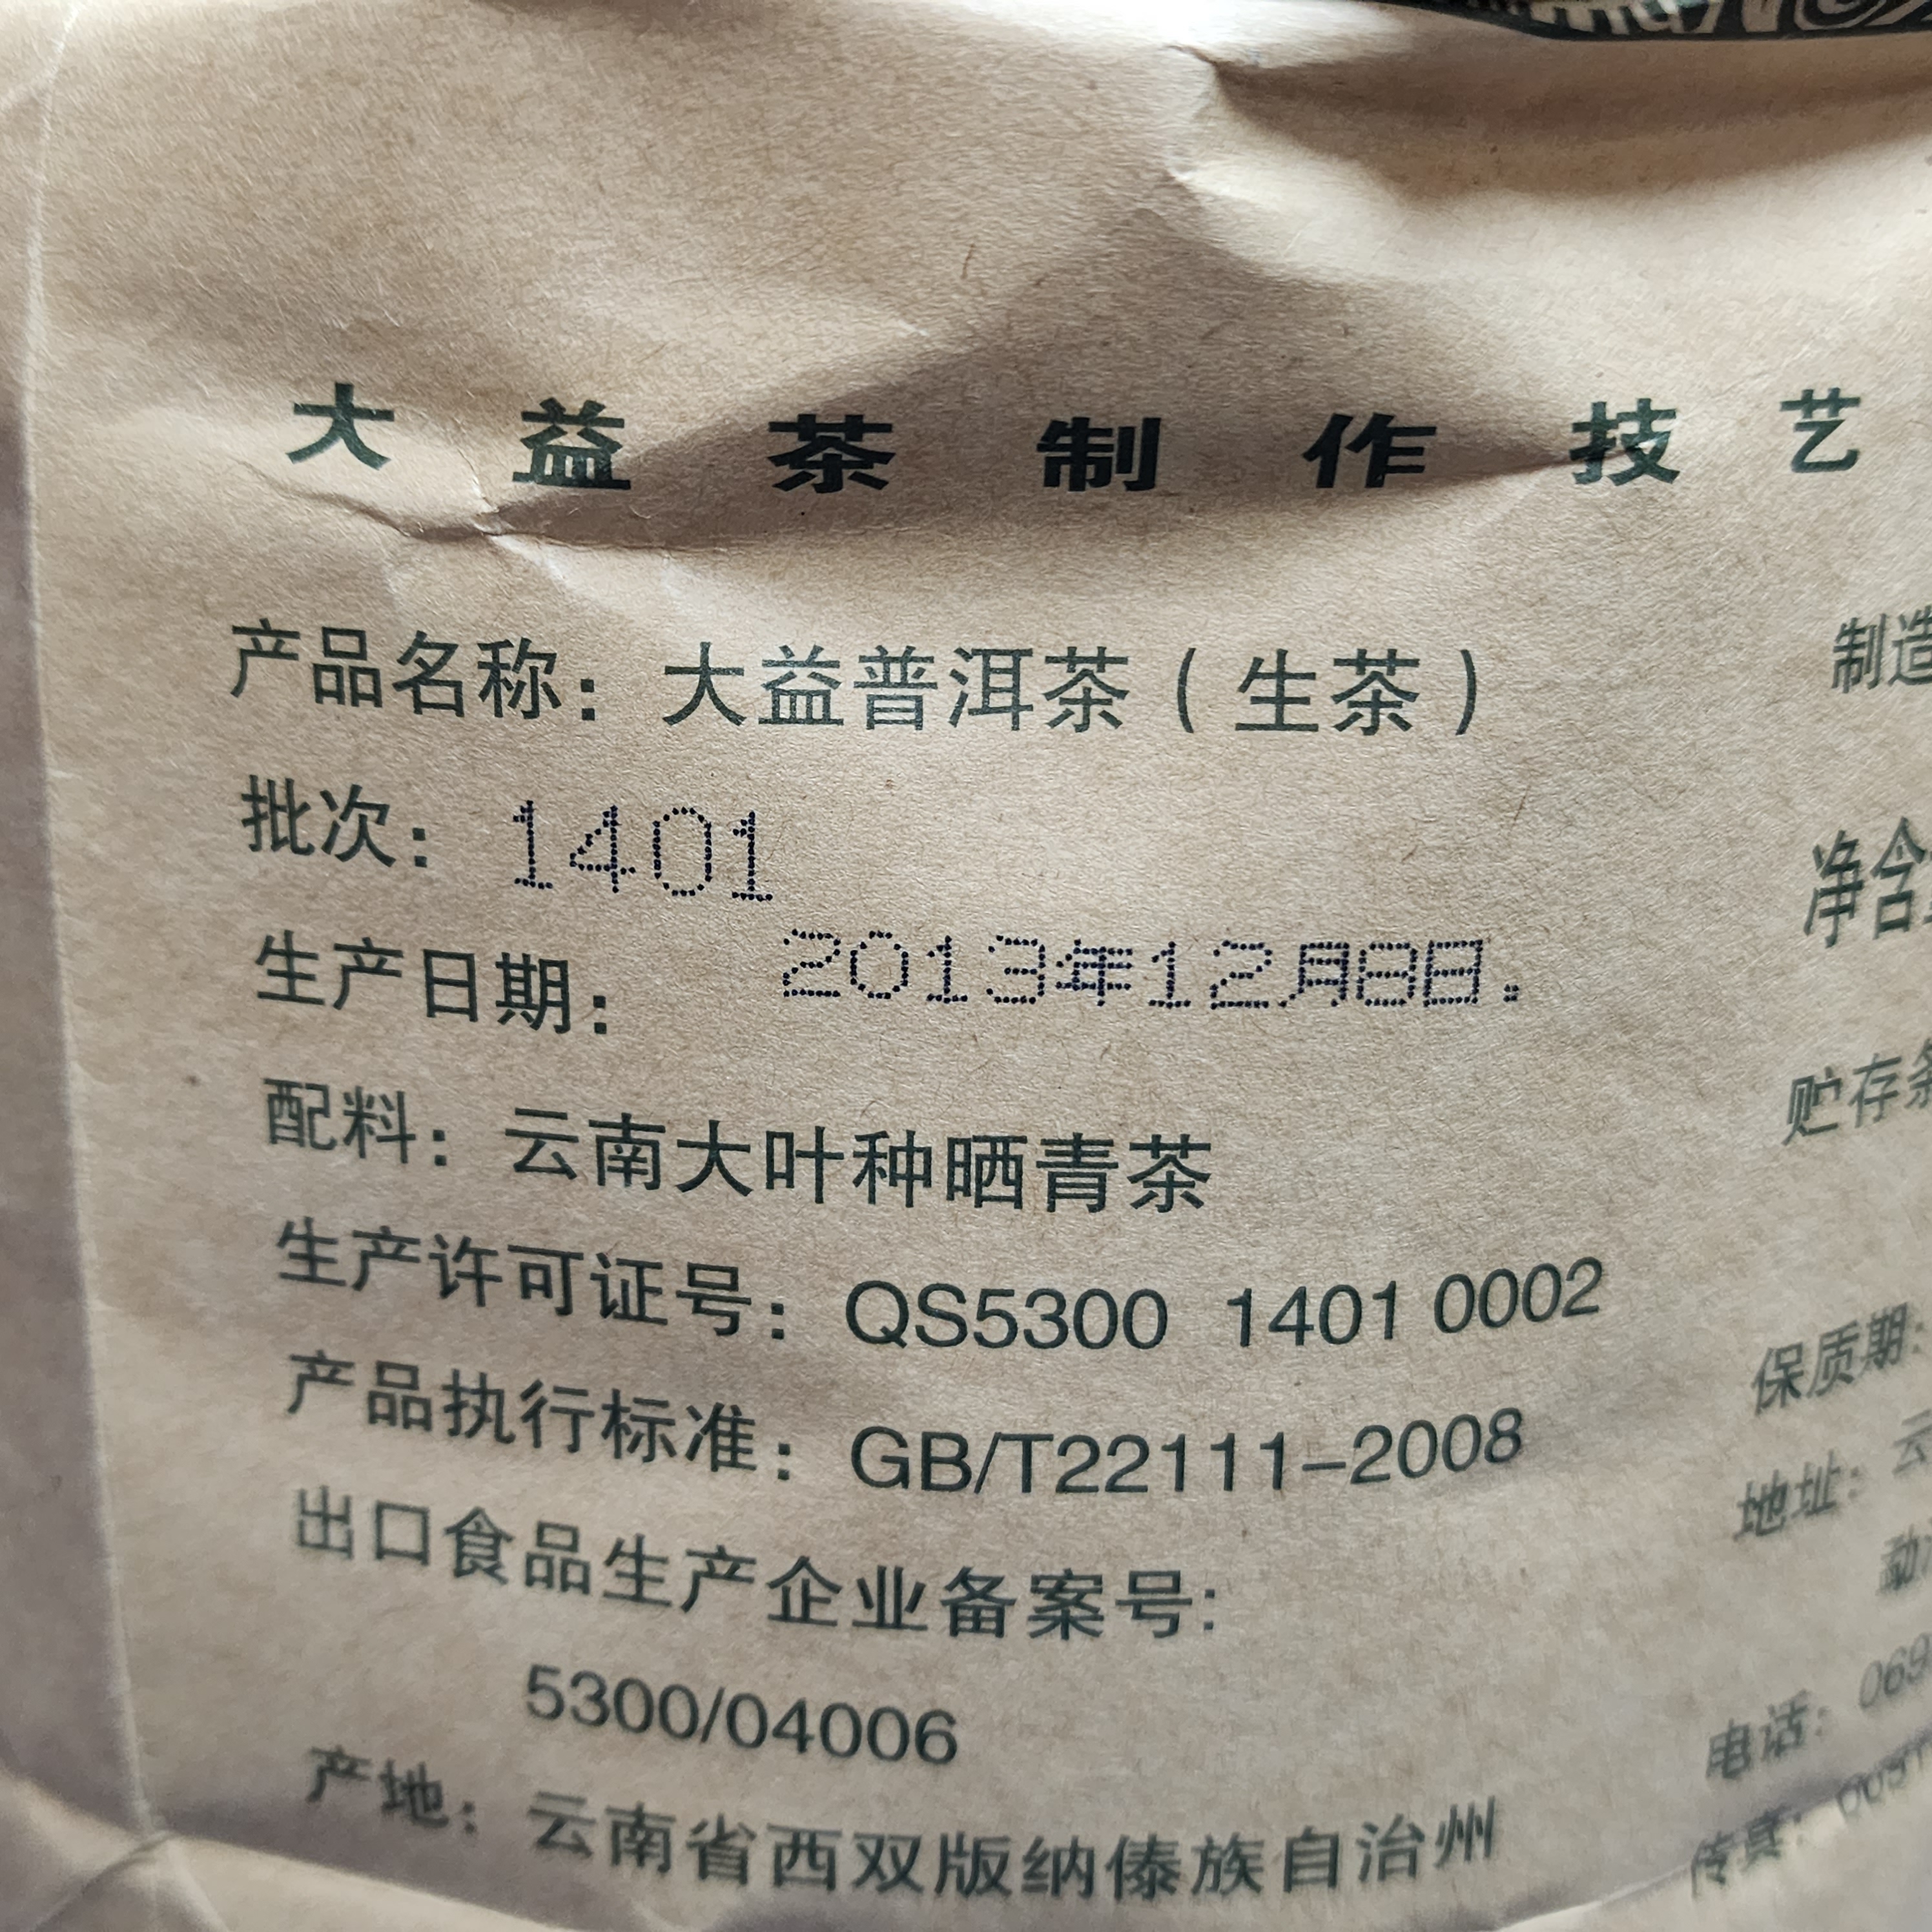 大益茶制作技艺
产品名称：大益普洱茶（生茶）
批次：1401
生产日期：2013年12月8日.
配料：云南大叶种晒青茶
生产许可证号：QS5300 1401 0002
产品执行标准：GB/T22111-2008
出口食品生产企业备案号:
5300/04006
产地：云南省西双版纳傣族自治州
制造
净含
贮存条
保质期：
地址：云
勐
电话：069
传真：